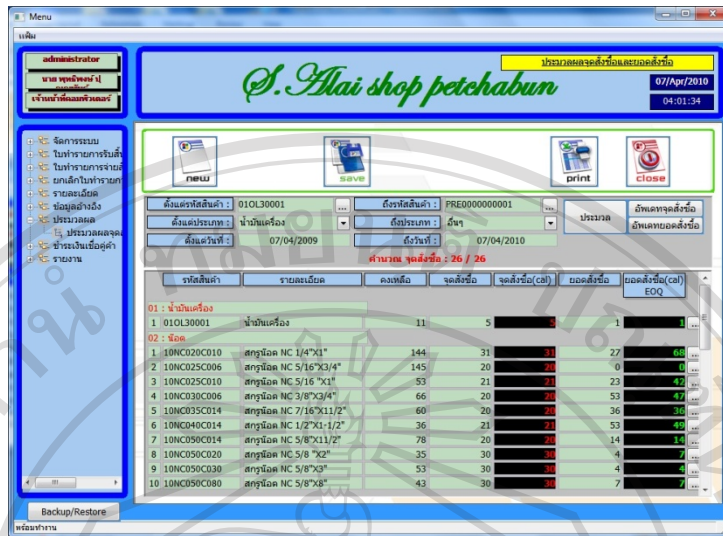 Menu
แฟ้ม
administrator
นาย พุทธิพงษ์ ปุ
เจ้าหน้าที่คอมพิวเตอร์
S. Alai shop petchabun
ประมวลผลจุดสั่งซื้อและยอดสั่งซื้อ
07/Apr/2010
04:01:34
จัดการระบบ
ใบทำรายการรับสิ
ใบทำรายการจ่ายสิ
ยกเลิกใบทำรายกา
รายละเอียด
ข้อมูลอ้างอิง
ประมวลผล
ประมวลผลจุดส
ชำระเงินเชื่อคู่ค้า
รายงาน
new save print close
ตั้งแต่รหัสสินค้า : 01OL30001 ... ถึงรหัสสินค้า : PRE0000000001 ...
ตั้งแต่ประเภท : น้ำมันเครื่อง ถึงประเภท : อื่นๆ
ตั้งแต่วันที่ : 07/04/2009 ถึงวันที่ : 07/04/2010
ประมวล
อัพเดทจุดสั่งซื้อ
อัพเดทยอดสั่งซื้อ
คำนวณ จุดสั่งซื้อ : 26 / 26
รหัสสินค้า รายละเอียด คงเหลือ จุดสั่งซื้อ จุดสั่งซื้อ(cal) ยอดสั่งซื้อ ยอดสั่งซื้อ(cal) EOQ
01 : น้ำมันเครื่อง
1 01OL30001 น้ำมันเครื่อง 11 5 5 1 1 ...
02 : น๊อต
1 10NC020C010 สกรูน๊อต NC 1/4"X1" 144 31 31 27 68 ...
2 10NC025C006 สกรูน๊อต NC 5/16"X3/4" 145 20 20 0 0 ...
3 10NC025C010 สกรูน๊อต NC 5/16 "X1" 53 21 21 23 42 ...
4 10NC030C006 สกรูน๊อต NC 3/8"X3/4" 66 20 20 53 47 ...
5 10NC035C014 สกรูน๊อต NC 7/16"X11/2" 60 20 20 36 36 ...
6 10NC040C014 สกรูน๊อต NC 1/2"X1-1/2" 36 21 21 53 49 ...
7 10NC050C014 สกรูน๊อต NC 5/8"X11/2" 78 20 20 14 14 ...
8 10NC050C020 สกรูน๊อต NC 5/8 "X2" 35 30 30 4 7 ...
9 10NC050C030 สกรูน๊อต NC 5/8"X3" 53 30 30 4 4 ...
10 10NC050C080 สกรูน๊อต NC 5/8"X8" 43 30 30 7 7 ...
Backup/Restore
พร้อมทำงาน